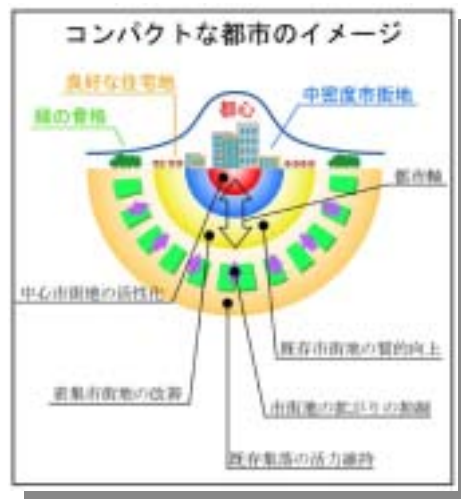 コンパクトな都市のイメージ
良好な住宅地
都心
中密度市街地
緑の骨格
都市軸
中心市街地の活性化
既存市街地の質的向上
密集市街地の改善
市街地の拡がりの抑制
既存集落の活力維持